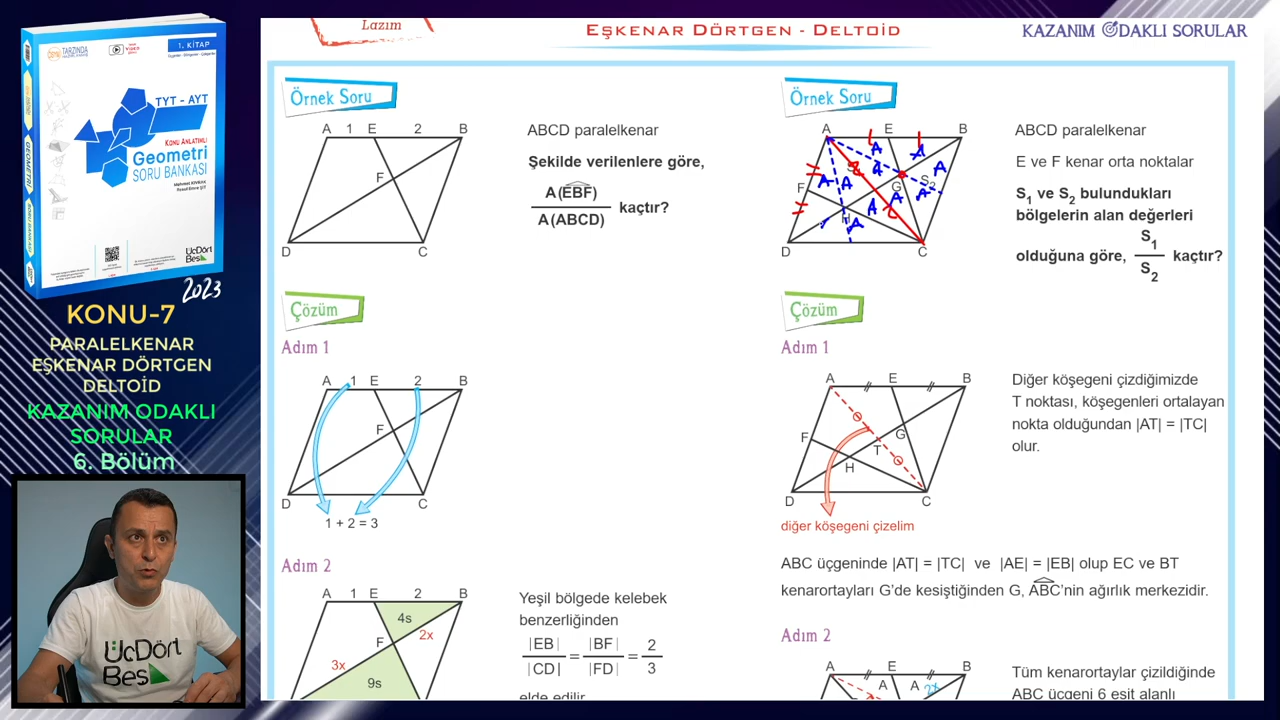 TARZINDA
1. KİTAP
TYT - AYT
KONU ANLATIMLI
Geometri
SORU BANKASI
GEOMETRİ
ÜçDört
Beş
2023
KONU-7
PARALELKENAR
EŞKENAR DÖRTGEN
DELTOİD
KAZANIM ODAKLI
SORULAR
6. Bölüm
ÜçDört
Beş
Lazım
EŞKENAR DÖRTGEN - DELTOİD
KAZANIM ODAKLI SORULAR
Örnek Soru
A 1 E 2 B
F
D C
ABCD paralelkenar
Şekilde verilenlere göre,
A(EBF)
A(ABCD)
kaçtır?
Çözüm
Adım 1
A 1 E 2 B
F
D C
1 + 2 = 3
Adım 2
A 1 E 2 B
4s
F 2x
3x
9s
Yeşil bölgede kelebek
benzerliğinden
|EB| = |BF| = 2
|CD| |FD| 3
elde edilir
Örnek Soru
A E B
A A
A
F A A G S2
A A A
H
A
D C
ABCD paralelkenar
E ve F kenar orta noktalar
S1 ve S2 bulundukları
bölgelerin alan değerleri
olduğuna göre, S1
S2
kaçtır?
Çözüm
Adım 1
A E B
F G
T
H
D C
diğer köşegeni çizelim
Diğer köşegeni çizdiğimizde
T noktası, köşegenleri ortalayan
nokta olduğundan |AT| = |TC|
olur.
ABC üçgeninde |AT| = |TC| ve |AE| = |EB| olup EC ve BT
kenarortayları G'de kesiştiğinden G, ABC'nin ağırlık merkezidir.
Adım 2
A E B
A A 2x
Tüm kenarortaylar çizildiğinde
ABC üçgeni 6 eşit alanlı